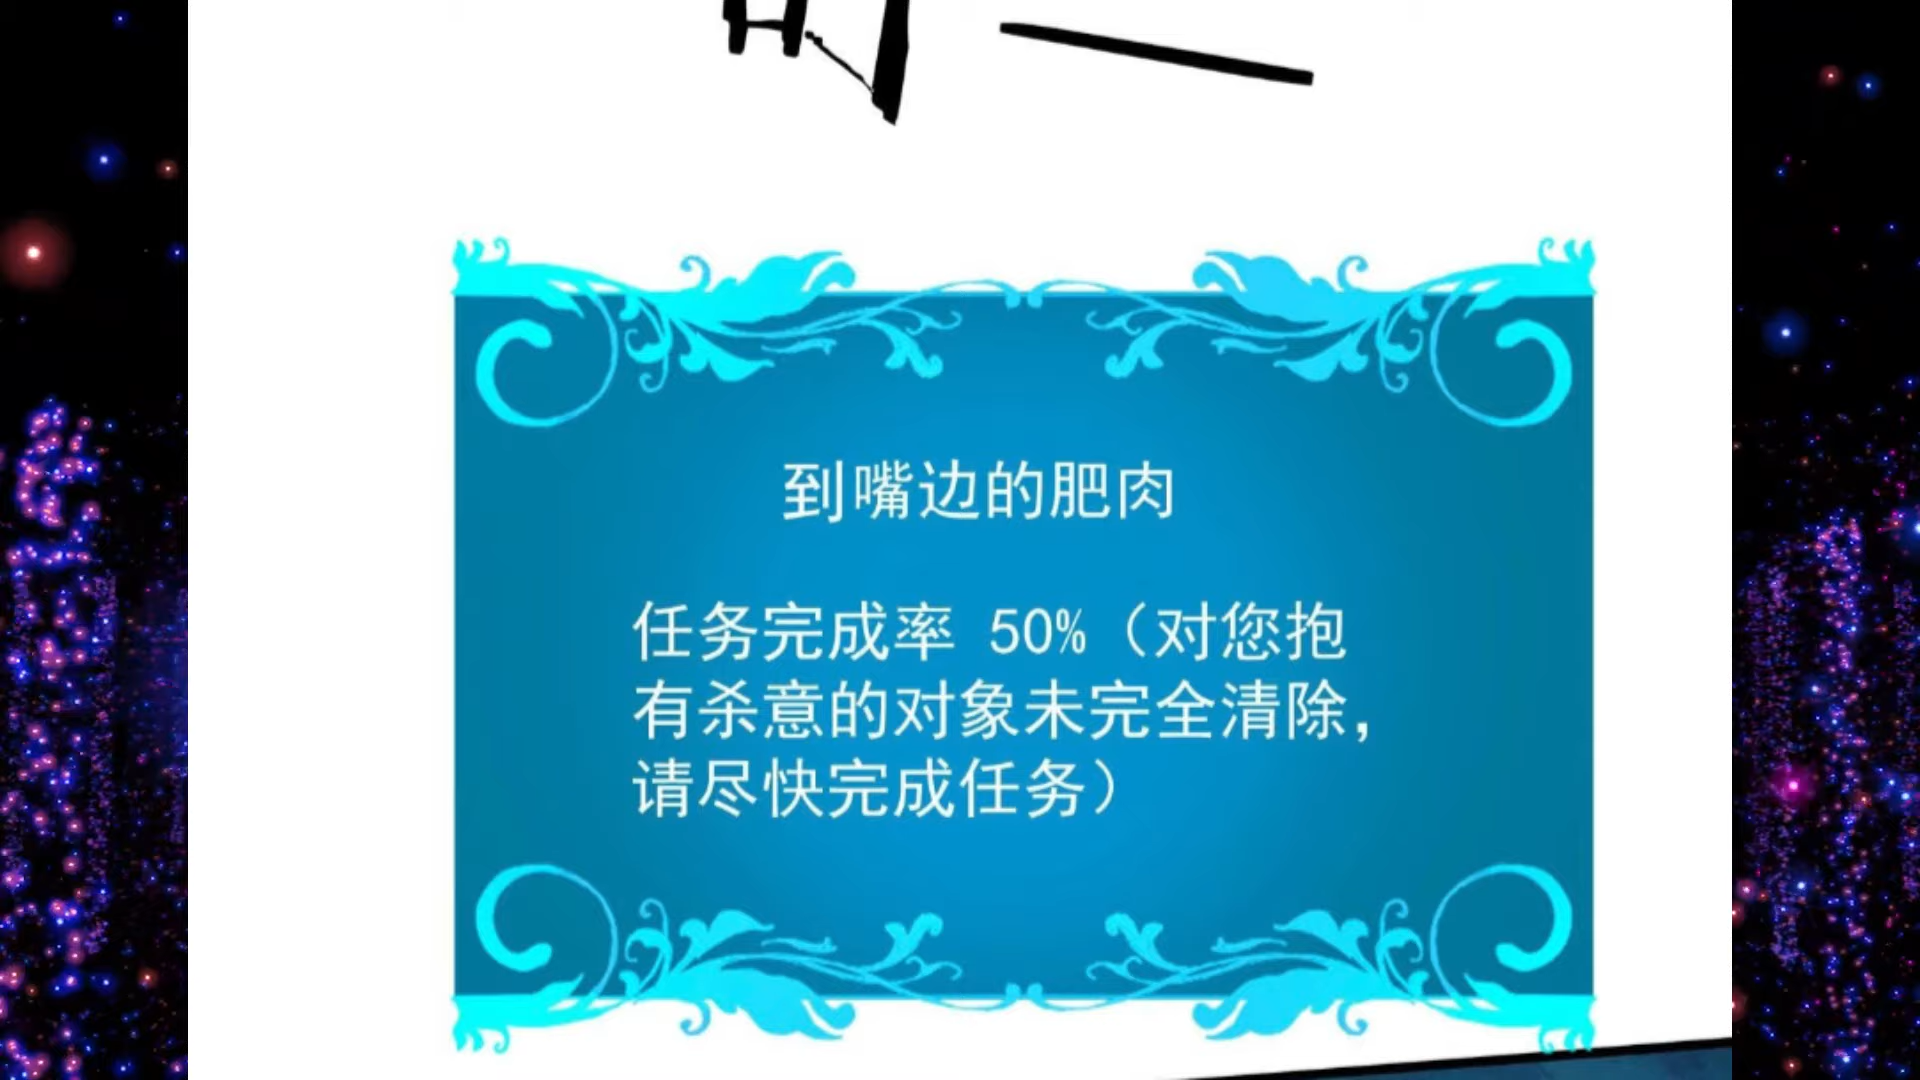 到嘴边的肥肉
任务完成率 50%（对您抱
有杀意的对象未完全清除，
请尽快完成任务）